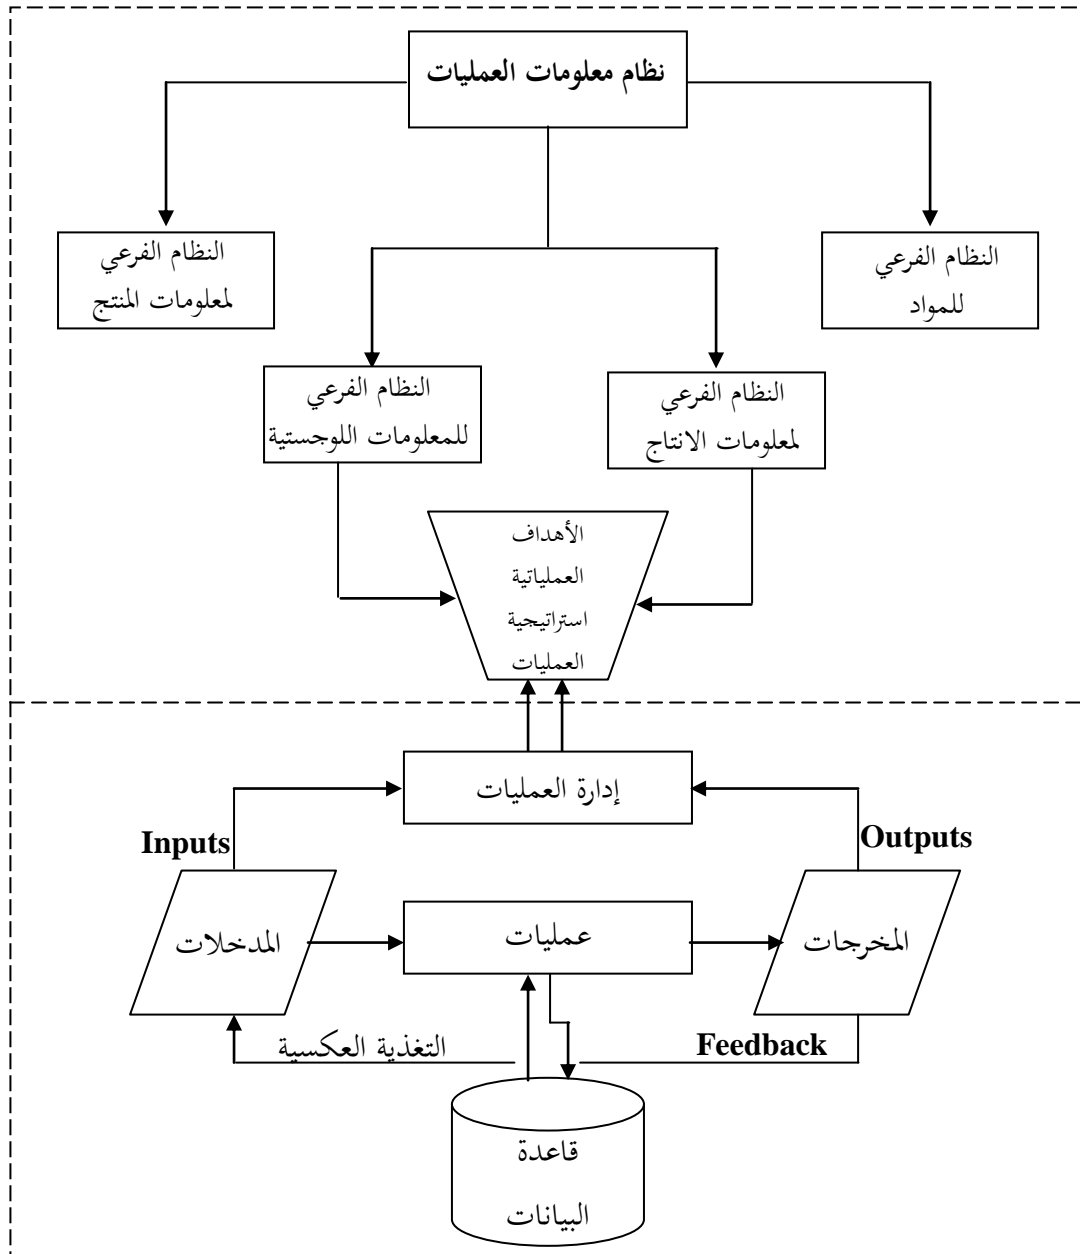 نظام معلومات العمليات
النظام الفرعي
للمواد
النظام الفرعي
لمعلومات المنتج
النظام الفرعي
لمعلومات الانتاج
النظام الفرعي
للمعلومات اللوجستية
الأهداف
العملياتية
استراتيجية
العمليات
إدارة العمليات
Inputs
Outputs
المدخلات
عمليات
المخرجات
التغذية العكسية
Feedback
قاعدة
البيانات